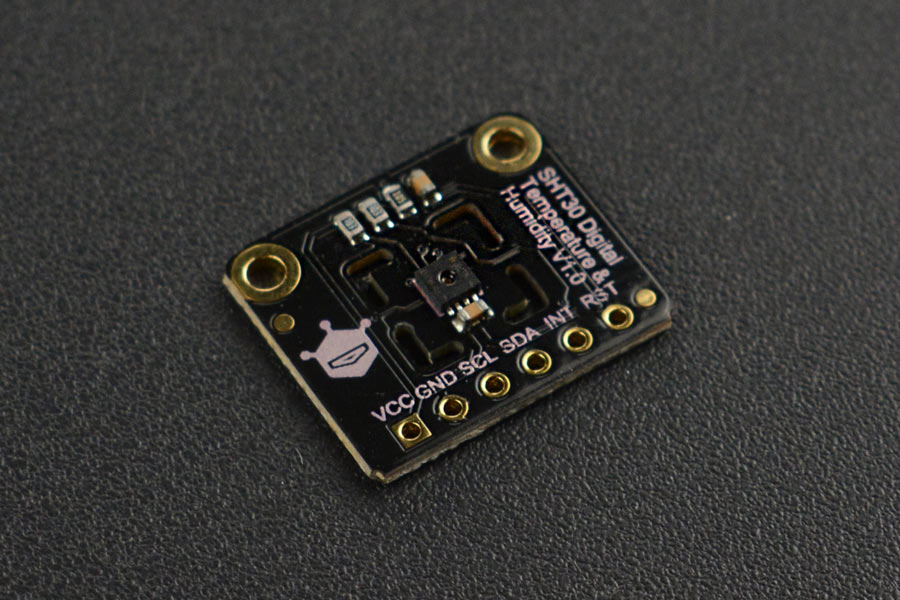 SHT30 Digital
Temperature &
Humidity V1.0
VCC GND SCL SDA INT RST